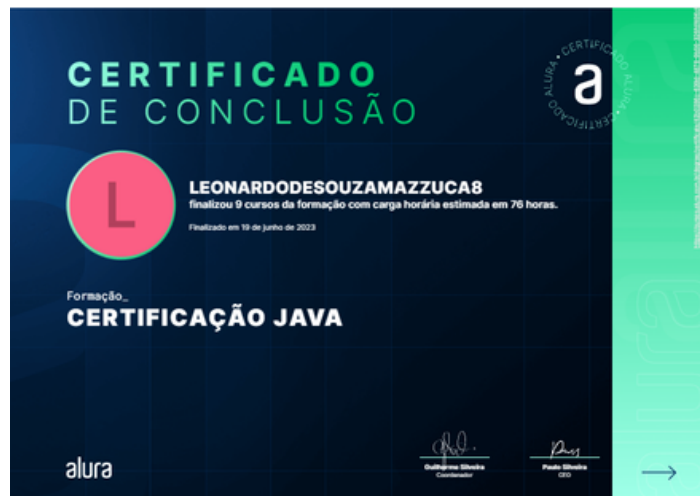 CERTIFICADO
DE CONCLUSÃO
ALURA • CERTIFICADO ALURA • CERTIFICADO
a
L
LEONARDODESOUZAMAZZUCA8
finalizou 9 cursos da formação com carga horária estimada em 76 horas.
Finalizado em 19 de junho de 2023
Formação_
CERTIFICAÇÃO JAVA
Guilherme Silveira
Coordenador
Paulo Silveira
CEO
alura